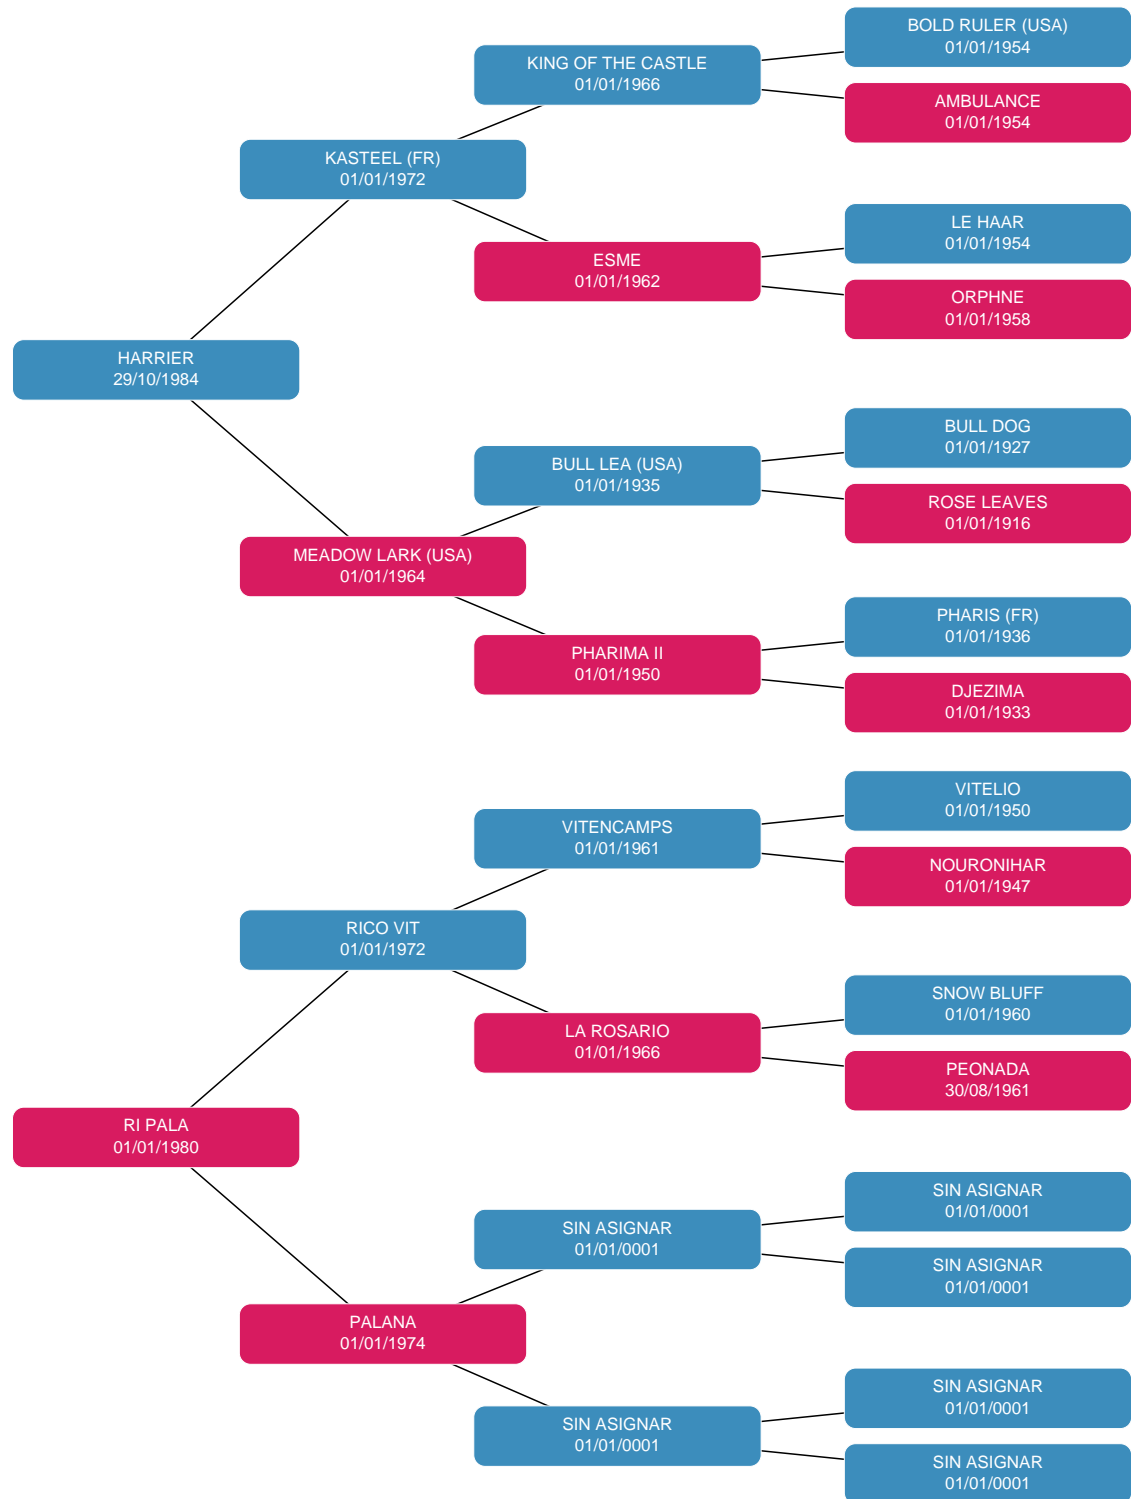 BOLD RULER (USA)
01/01/1954
KING OF THE CASTLE
01/01/1966
AMBULANCE
01/01/1954
KASTEEL (FR)
01/01/1972
LE HAAR
01/01/1954
ESME
01/01/1962
ORPHNE
01/01/1958
HARRIER
29/10/1984
BULL DOG
01/01/1927
BULL LEA (USA)
01/01/1935
ROSE LEAVES
01/01/1916
MEADOW LARK (USA)
01/01/1964
PHARIS (FR)
01/01/1936
PHARIMA II
01/01/1950
DJEZIMA
01/01/1933
VITELIO
01/01/1950
VITENCAMPS
01/01/1961
NOURONIHAR
01/01/1947
RICO VIT
01/01/1972
SNOW BLUFF
01/01/1960
LA ROSARIO
01/01/1966
PEONADA
30/08/1961
RI PALA
01/01/1980
SIN ASIGNAR
01/01/0001
SIN ASIGNAR
01/01/0001
SIN ASIGNAR
01/01/0001
PALANA
01/01/1974
SIN ASIGNAR
01/01/0001
SIN ASIGNAR
01/01/0001
SIN ASIGNAR
01/01/0001